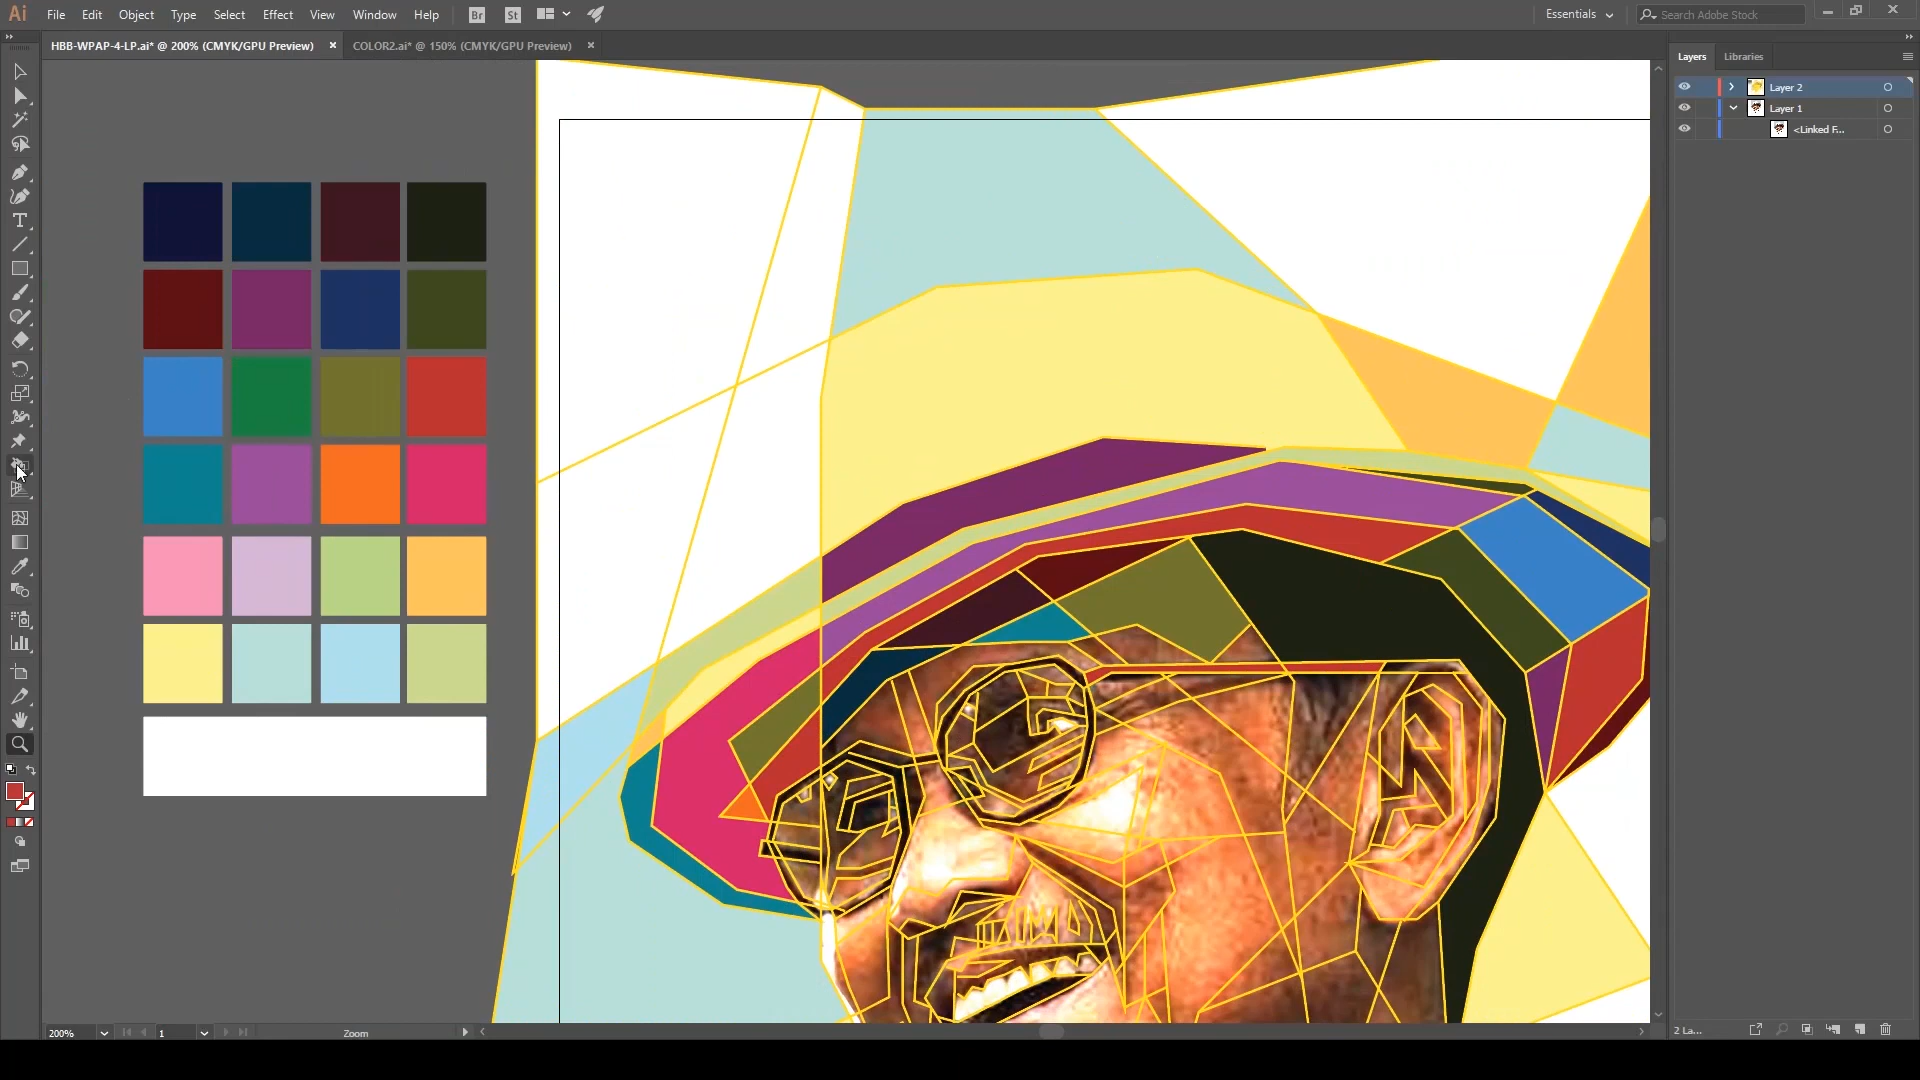 Ai File Edit Object Type Select Effect View Window Help Br St Essentials Search Adobe Stock
HBB-WPAP-4-LP.ai* @ 200% (CMYK/GPU Preview) × COLOR2.ai* @ 150% (CMYK/GPU Preview) ×
Layers Libraries
Layer 2
Layer 1
<Linked F...
200% 1 Zoom
2 La...